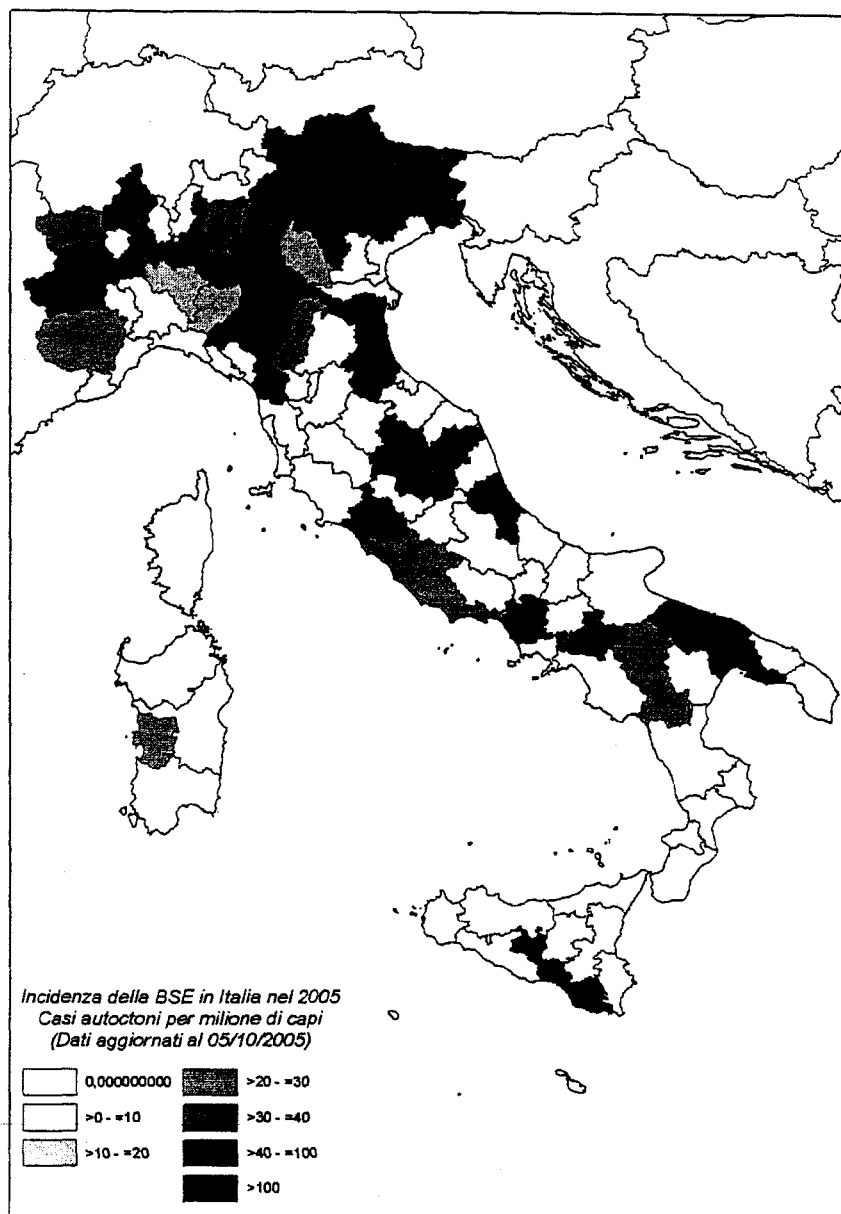 Incidenza della BSE in Italia nel 2005
Casi autoctoni per milione di capi
(Dati aggiornati al 05/10/2005)
0,000000000
>0 - =10
>10 - =20
>20 - =30
>30 - =40
>40 - =100
>100